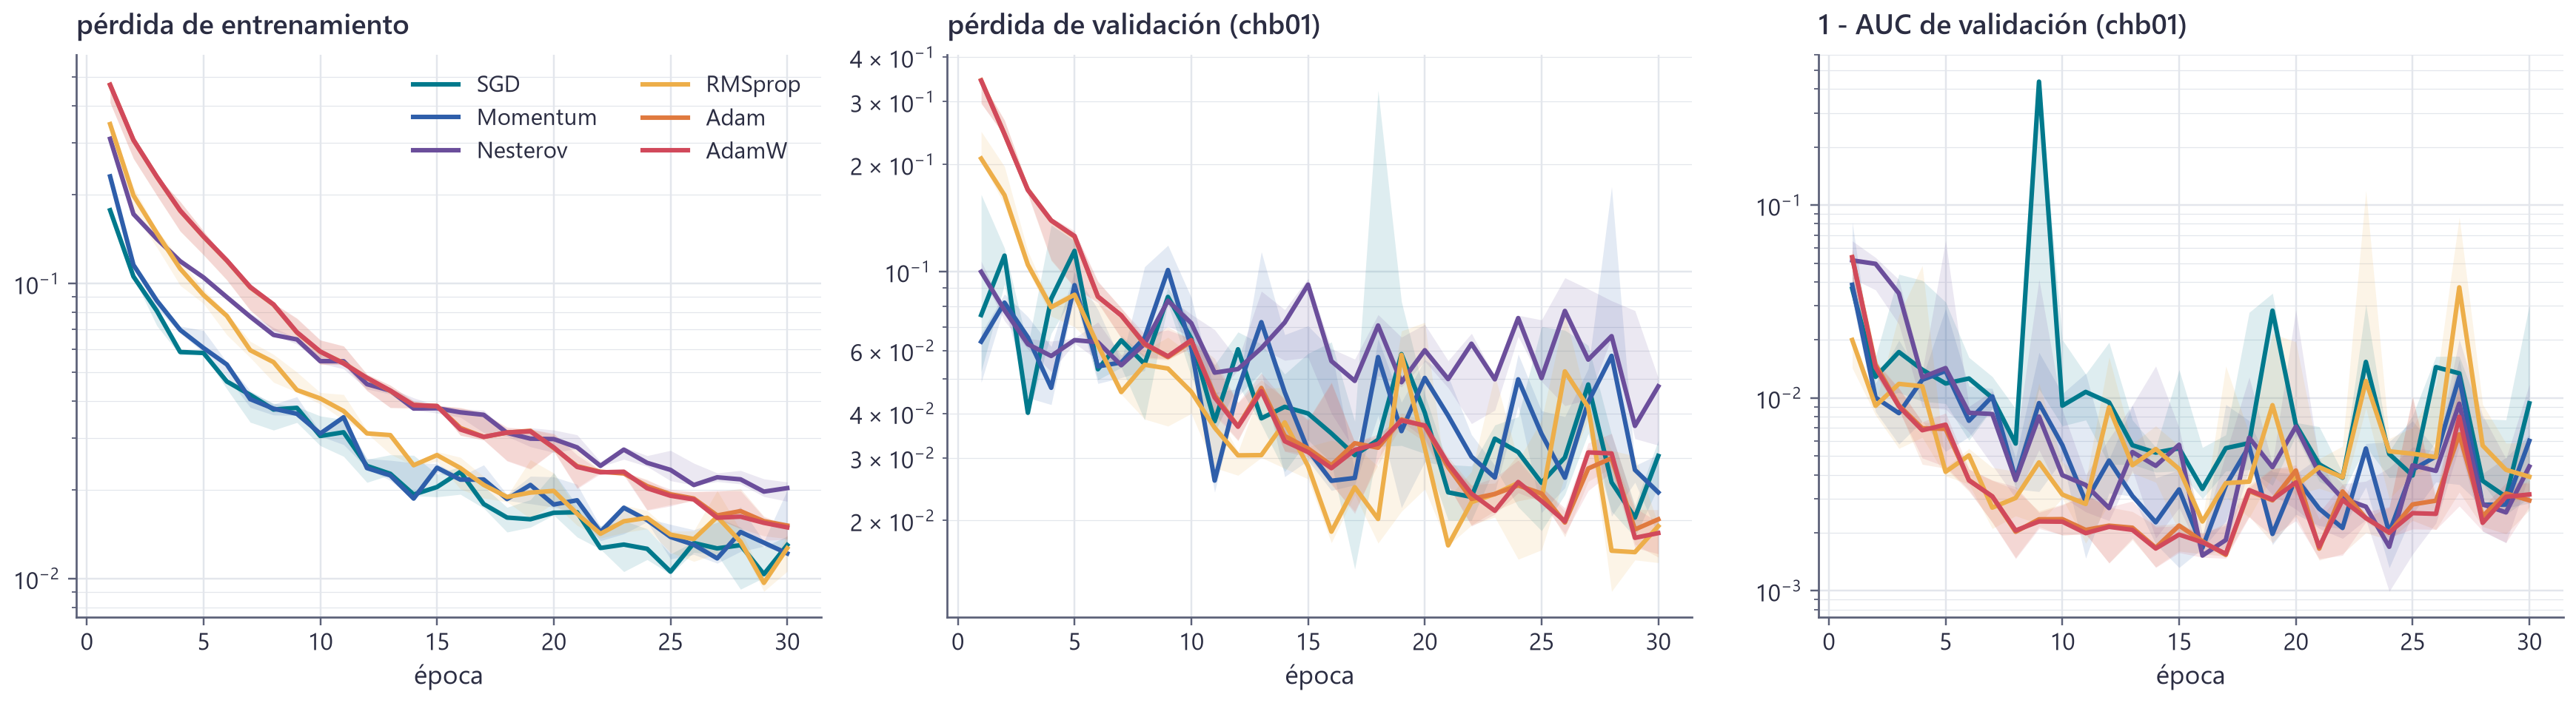 pérdida de entrenamiento
SGD
Momentum
Nesterov
RMSprop
Adam
AdamW
10⁻¹
10⁻²
0 5 10 15 20 25 30
época
pérdida de validación (chb01)
4 × 10⁻¹
3 × 10⁻¹
2 × 10⁻¹
10⁻¹
6 × 10⁻²
4 × 10⁻²
3 × 10⁻²
2 × 10⁻²
0 5 10 15 20 25 30
época
1 - AUC de validación (chb01)
10⁻¹
10⁻²
10⁻³
0 5 10 15 20 25 30
época